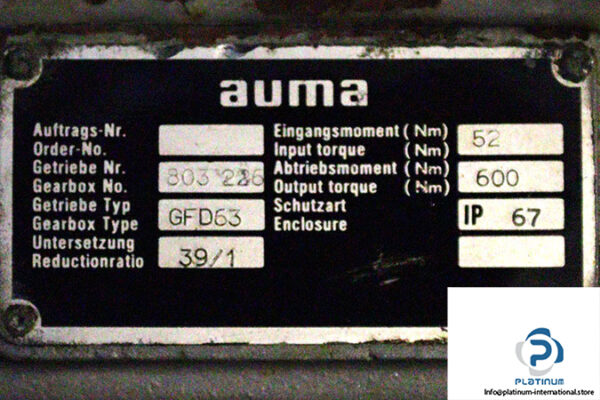 auma
Auftrags-Nr.
Order-No.
Getriebe Nr. 803 226
Gearbox No.
Getriebe Typ GFD63
Gearbox Type
Untersetzung 39/1
Reductionratio
Eingangsmoment (Nm) 52
Input torque (Nm)
Abtriebsmoment (Nm) 600
Output torque (Nm)
Schutzart IP 67
Enclosure
PLATINUM
Info@platinum-international.store